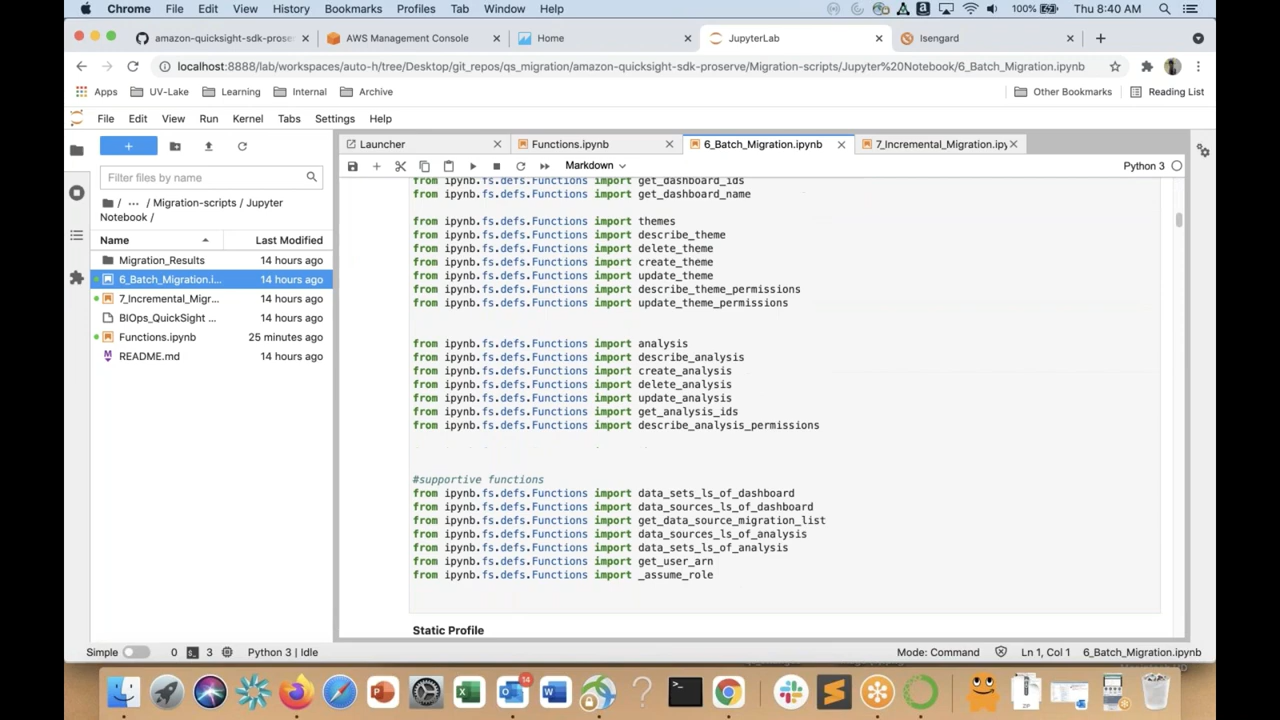 Chrome File Edit View History Bookmarks Profiles Tab Window Help 100% Thu 8:40 AM
amazon-quicksight-sdk-prose AWS Management Console Home JupyterLab Isengard
localhost:8888/lab/workspaces/auto-h/tree/Desktop/git_repos/qs_migration/amazon-quicksight-sdk-proserve/Migration-scripts/Jupyter%20Notebook/6_Batch_Migration.ipynb
Apps UV-Lake Learning Internal Archive Other Bookmarks Reading List
File Edit View Run Kernel Tabs Settings Help
Launcher Functions.ipynb 6_Batch_Migration.ipynb 7_Incremental_Migration.ipy
Markdown Python 3
Filter files by name
/ ... / Migration-scripts / Jupyter
Notebook /
Name Last Modified
Migration_Results 14 hours ago
6_Batch_Migration.i... 14 hours ago
7_Incremental_Migr... 14 hours ago
BIOps_QuickSight ... 14 hours ago
Functions.ipynb 25 minutes ago
README.md 14 hours ago
from ipynb.fs.defs.Functions import get_dashboard_ids
from ipynb.fs.defs.Functions import get_dashboard_name
from ipynb.fs.defs.Functions import themes
from ipynb.fs.defs.Functions import describe_theme
from ipynb.fs.defs.Functions import delete_theme
from ipynb.fs.defs.Functions import create_theme
from ipynb.fs.defs.Functions import update_theme
from ipynb.fs.defs.Functions import describe_theme_permissions
from ipynb.fs.defs.Functions import update_theme_permissions
from ipynb.fs.defs.Functions import analysis
from ipynb.fs.defs.Functions import describe_analysis
from ipynb.fs.defs.Functions import create_analysis
from ipynb.fs.defs.Functions import delete_analysis
from ipynb.fs.defs.Functions import update_analysis
from ipynb.fs.defs.Functions import get_analysis_ids
from ipynb.fs.defs.Functions import describe_analysis_permissions
#supportive functions
from ipynb.fs.defs.Functions import data_sets_ls_of_dashboard
from ipynb.fs.defs.Functions import data_sources_ls_of_dashboard
from ipynb.fs.defs.Functions import get_data_source_migration_list
from ipynb.fs.defs.Functions import data_sources_ls_of_analysis
from ipynb.fs.defs.Functions import data_sets_ls_of_analysis
from ipynb.fs.defs.Functions import get_user_arn
from ipynb.fs.defs.Functions import _assume_role
Static Profile
Simple 0 3 Python 3 | Idle Mode: Command Ln 1, Col 1 6_Batch_Migration.ipynb
14
ZIP